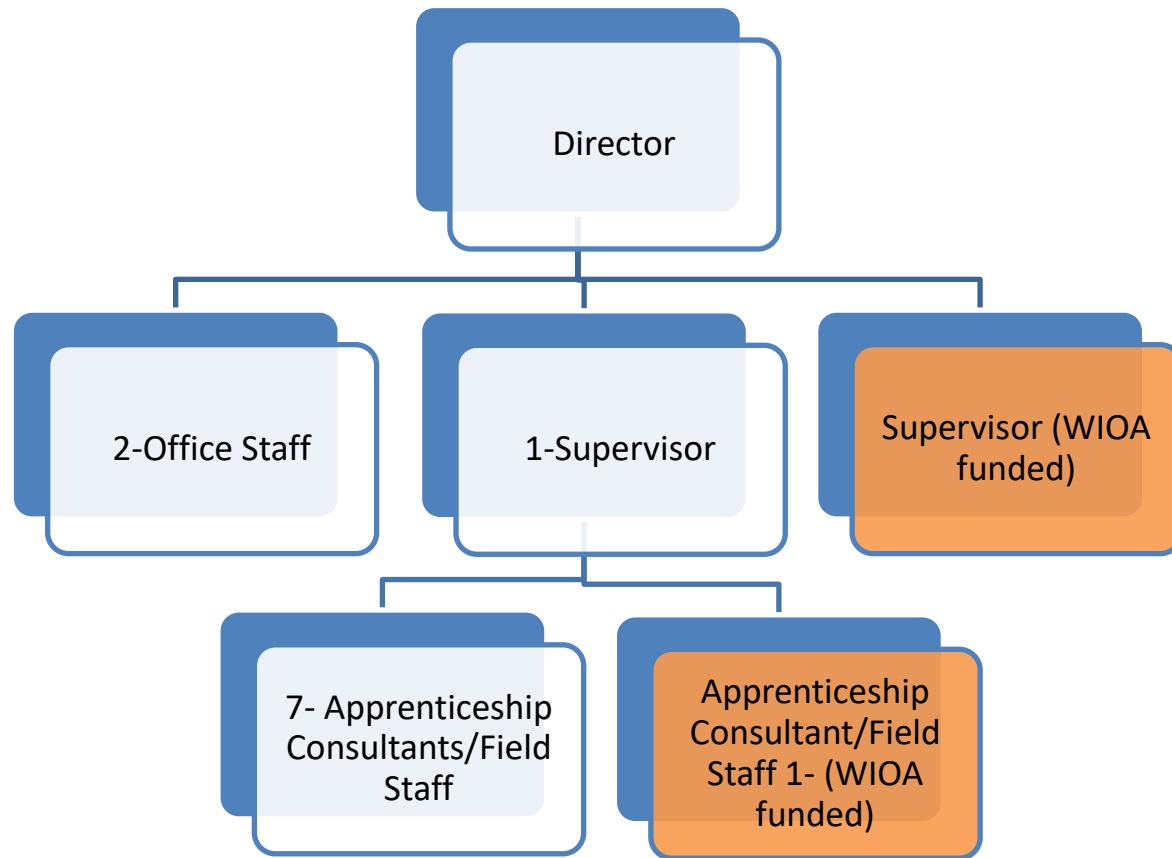 Director
2-Office Staff
1-Supervisor
Supervisor (WIOA
funded)
7- Apprenticeship
Consultants/Field
Staff
Apprenticeship
Consultant/Field
Staff 1- (WIOA
funded)